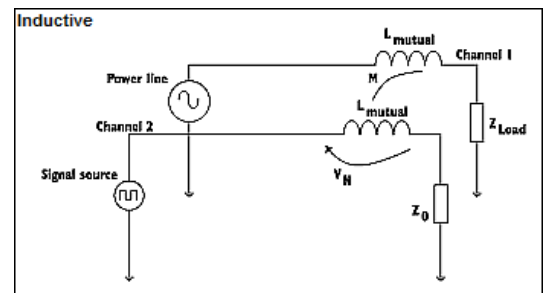 Inductive
L mutual
Channel 1
Power line
M
L mutual
Z Load
Channel 2
Signal source
V N
Z 0